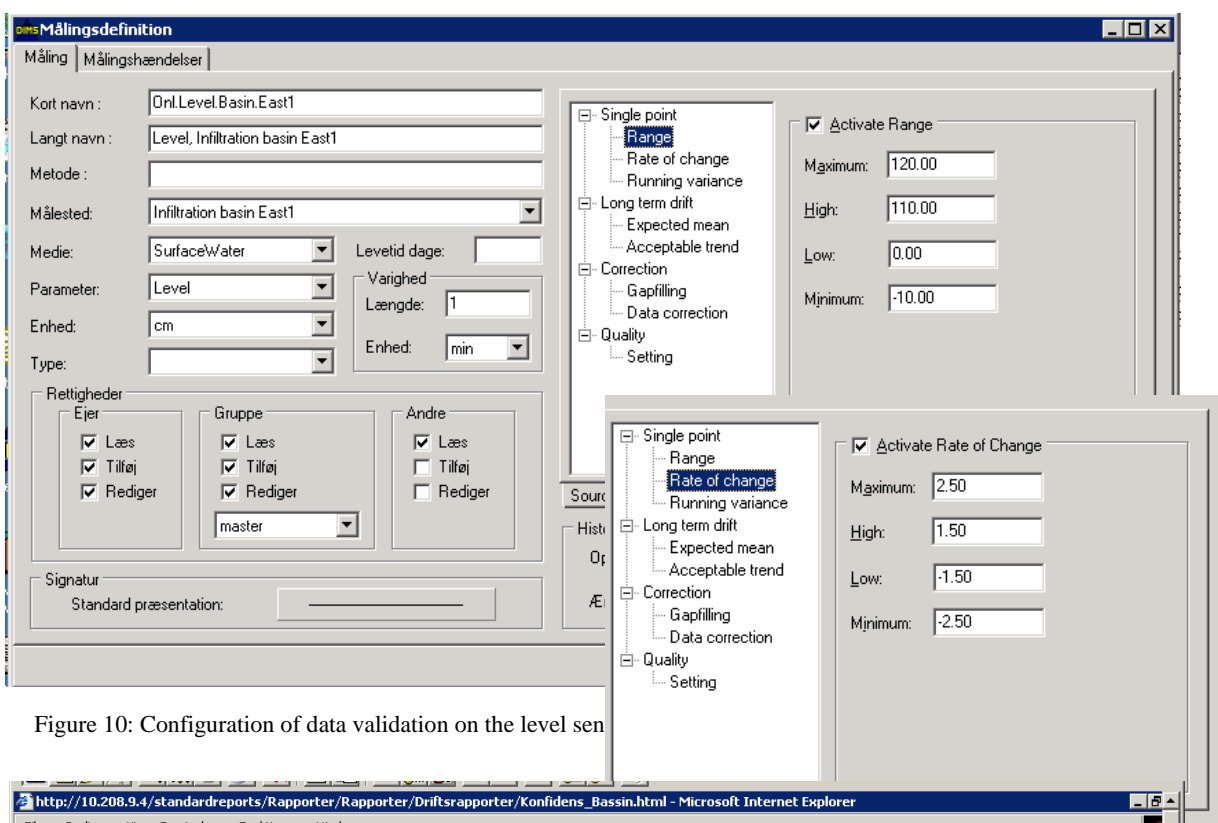 DIMS Målingsdefinition
Måling Målingshændelser
Kort navn : Onl.Level.Basin.East1
Langt navn : Level, Infiltration basin East1
Metode :
Målested: Infiltration basin East1
Medie: SurfaceWater Levetid dage:
Parameter: Level
Varighed
Længde: 1
Enhed: cm
Enhed: min
Type:
Rettigheder
Ejer Gruppe Andre
Læs Læs Læs
Tilføj Tilføj Tilføj
Rediger Rediger Rediger
master
Signatur
Standard præsentation:
Single point
Range
Rate of change
Running variance
Long term drift
Expected mean
Acceptable trend
Correction
Gapfilling
Data correction
Quality
Setting
Activate Range
Maximum: 120.00
High: 110.00
Low: 0.00
Minimum: -10.00
Sour
Hist
Single point
Range
Rate of change
Running variance
Long term drift
Expected mean
Acceptable trend
Correction
Gapfilling
Data correction
Quality
Setting
Activate Rate of Change
Maximum: 2.50
High: 1.50
Low: -1.50
Minimum: -2.50
Figure 10: Configuration of data validation on the level sen
http://10.208.9.4/standardreports/Rapporter/Rapporter/Driftsrapporter/Konfidens_Bassin.html - Microsoft Internet Explorer